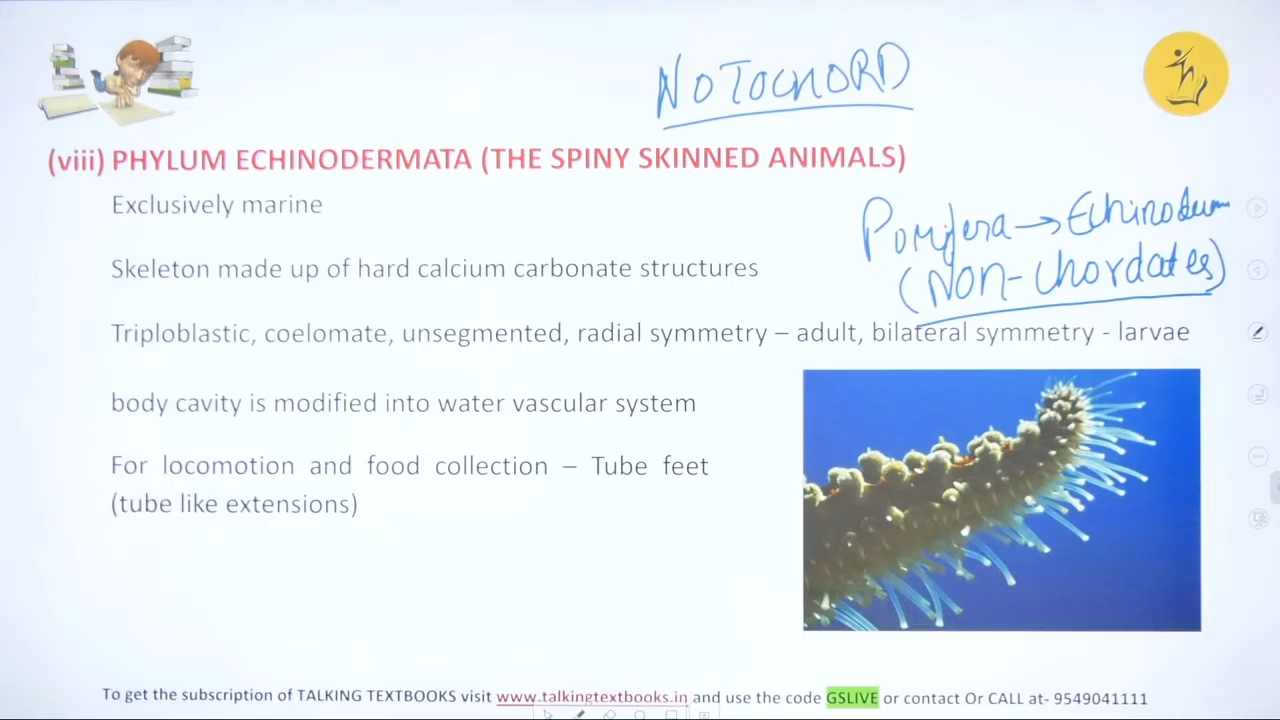 NOTOCHORD
(viii) PHYLUM ECHINODERMATA (THE SPINY SKINNED ANIMALS)
Exclusively marine
Porifera → Echinoderm
Skeleton made up of hard calcium carbonate structures
(Non-chordates)
Triploblastic, coelomate, unsegmented, radial symmetry – adult, bilateral symmetry - larvae
body cavity is modified into water vascular system
For locomotion and food collection – Tube feet
(tube like extensions)
To get the subscription of TALKING TEXTBOOKS visit www.talkingtextbooks.in and use the code GSLIVE or contact Or CALL at- 9549041111